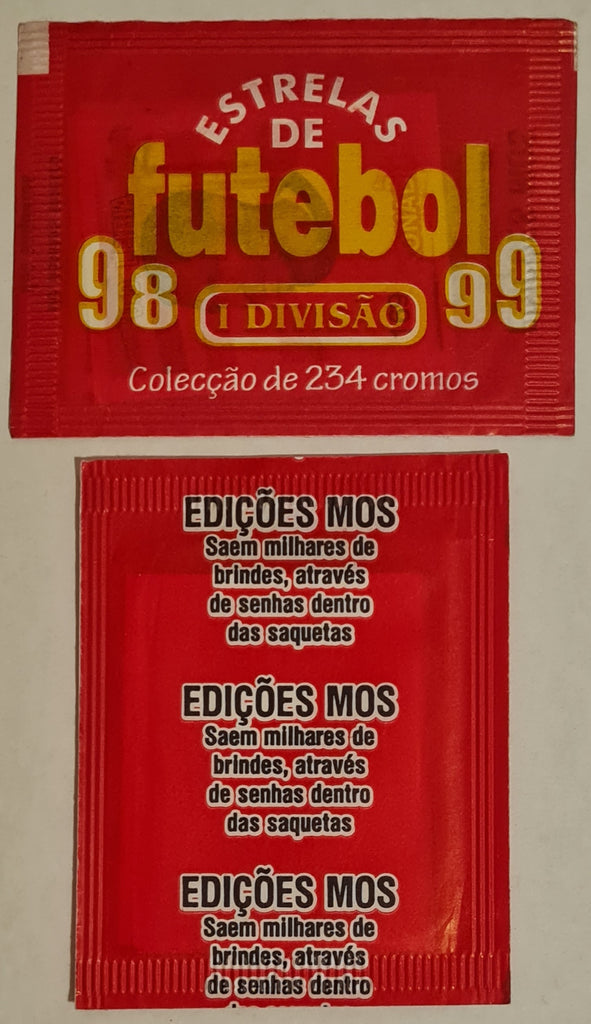 ESTRELAS
DE
futebol
98 I DIVISÃO 99
Colecção de 234 cromos
EDIÇÕES MOS
Saem milhares de
brindes, através
de senhas dentro
das saquetas
EDIÇÕES MOS
Saem milhares de
brindes, através
de senhas dentro
das saquetas
EDIÇÕES MOS
Saem milhares de
brindes, através
de senhas dentro